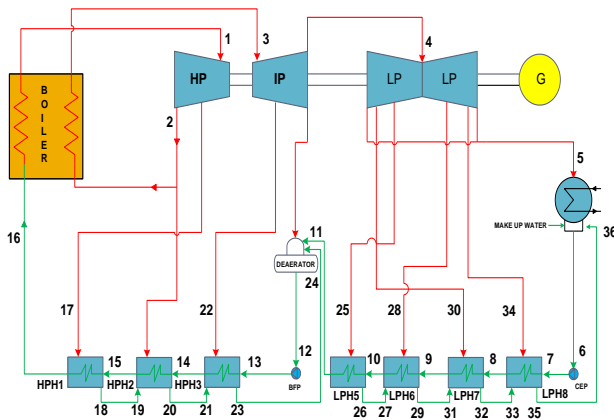 1
3
4
HP
IP
LP
LP
G
BOILER
2
5
16
11
MAKE UP WATER
36
DEAERATOR
24
17
22
25
28
30
34
12
6
15
14
13
10
9
8
7
HPH1
HPH2
HPH3
BFP
LPH5
LPH6
LPH7
LPH8
CEP
18
19
20
21
23
26
27
29
31
32
33
35